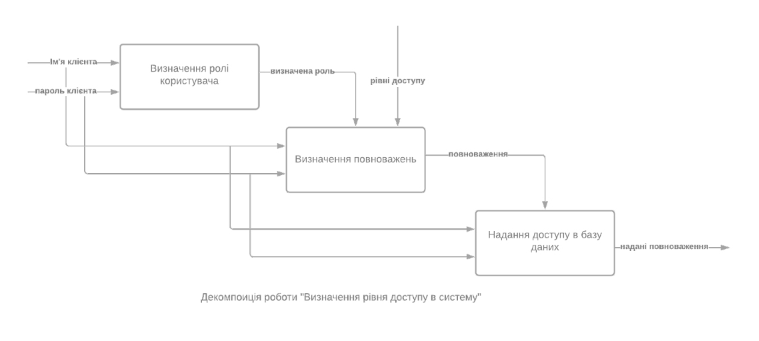 Ім'я клієнта
Визначення ролі
користувача
визначена роль
рівні доступу
пароль клієнта
Визначення повноважень
повноваження
Надання доступу в базу
даних
надані повноваження
Декомпоиція роботи "Визначення рівня доступу в систему"